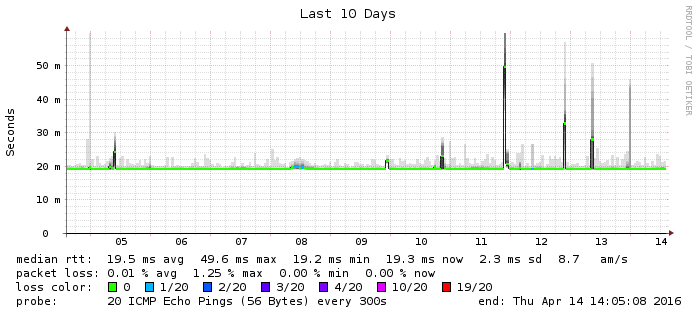 Last 10 Days
RRDTOOL / TOBI OETIKER
Seconds
50 m
40 m
30 m
20 m
10 m
0
05 06 07 08 09 10 11 12 13 14
median rtt: 19.5 ms avg 49.6 ms max 19.2 ms min 19.3 ms now 2.3 ms sd 8.7 am/s
packet loss: 0.01 % avg 1.25 % max 0.00 % min 0.00 % now
loss color: 0 1/20 2/20 3/20 4/20 10/20 19/20
probe: 20 ICMP Echo Pings (56 Bytes) every 300s end: Thu Apr 14 14:05:08 2016